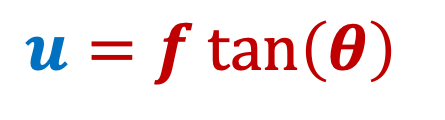 u = f tan(θ)